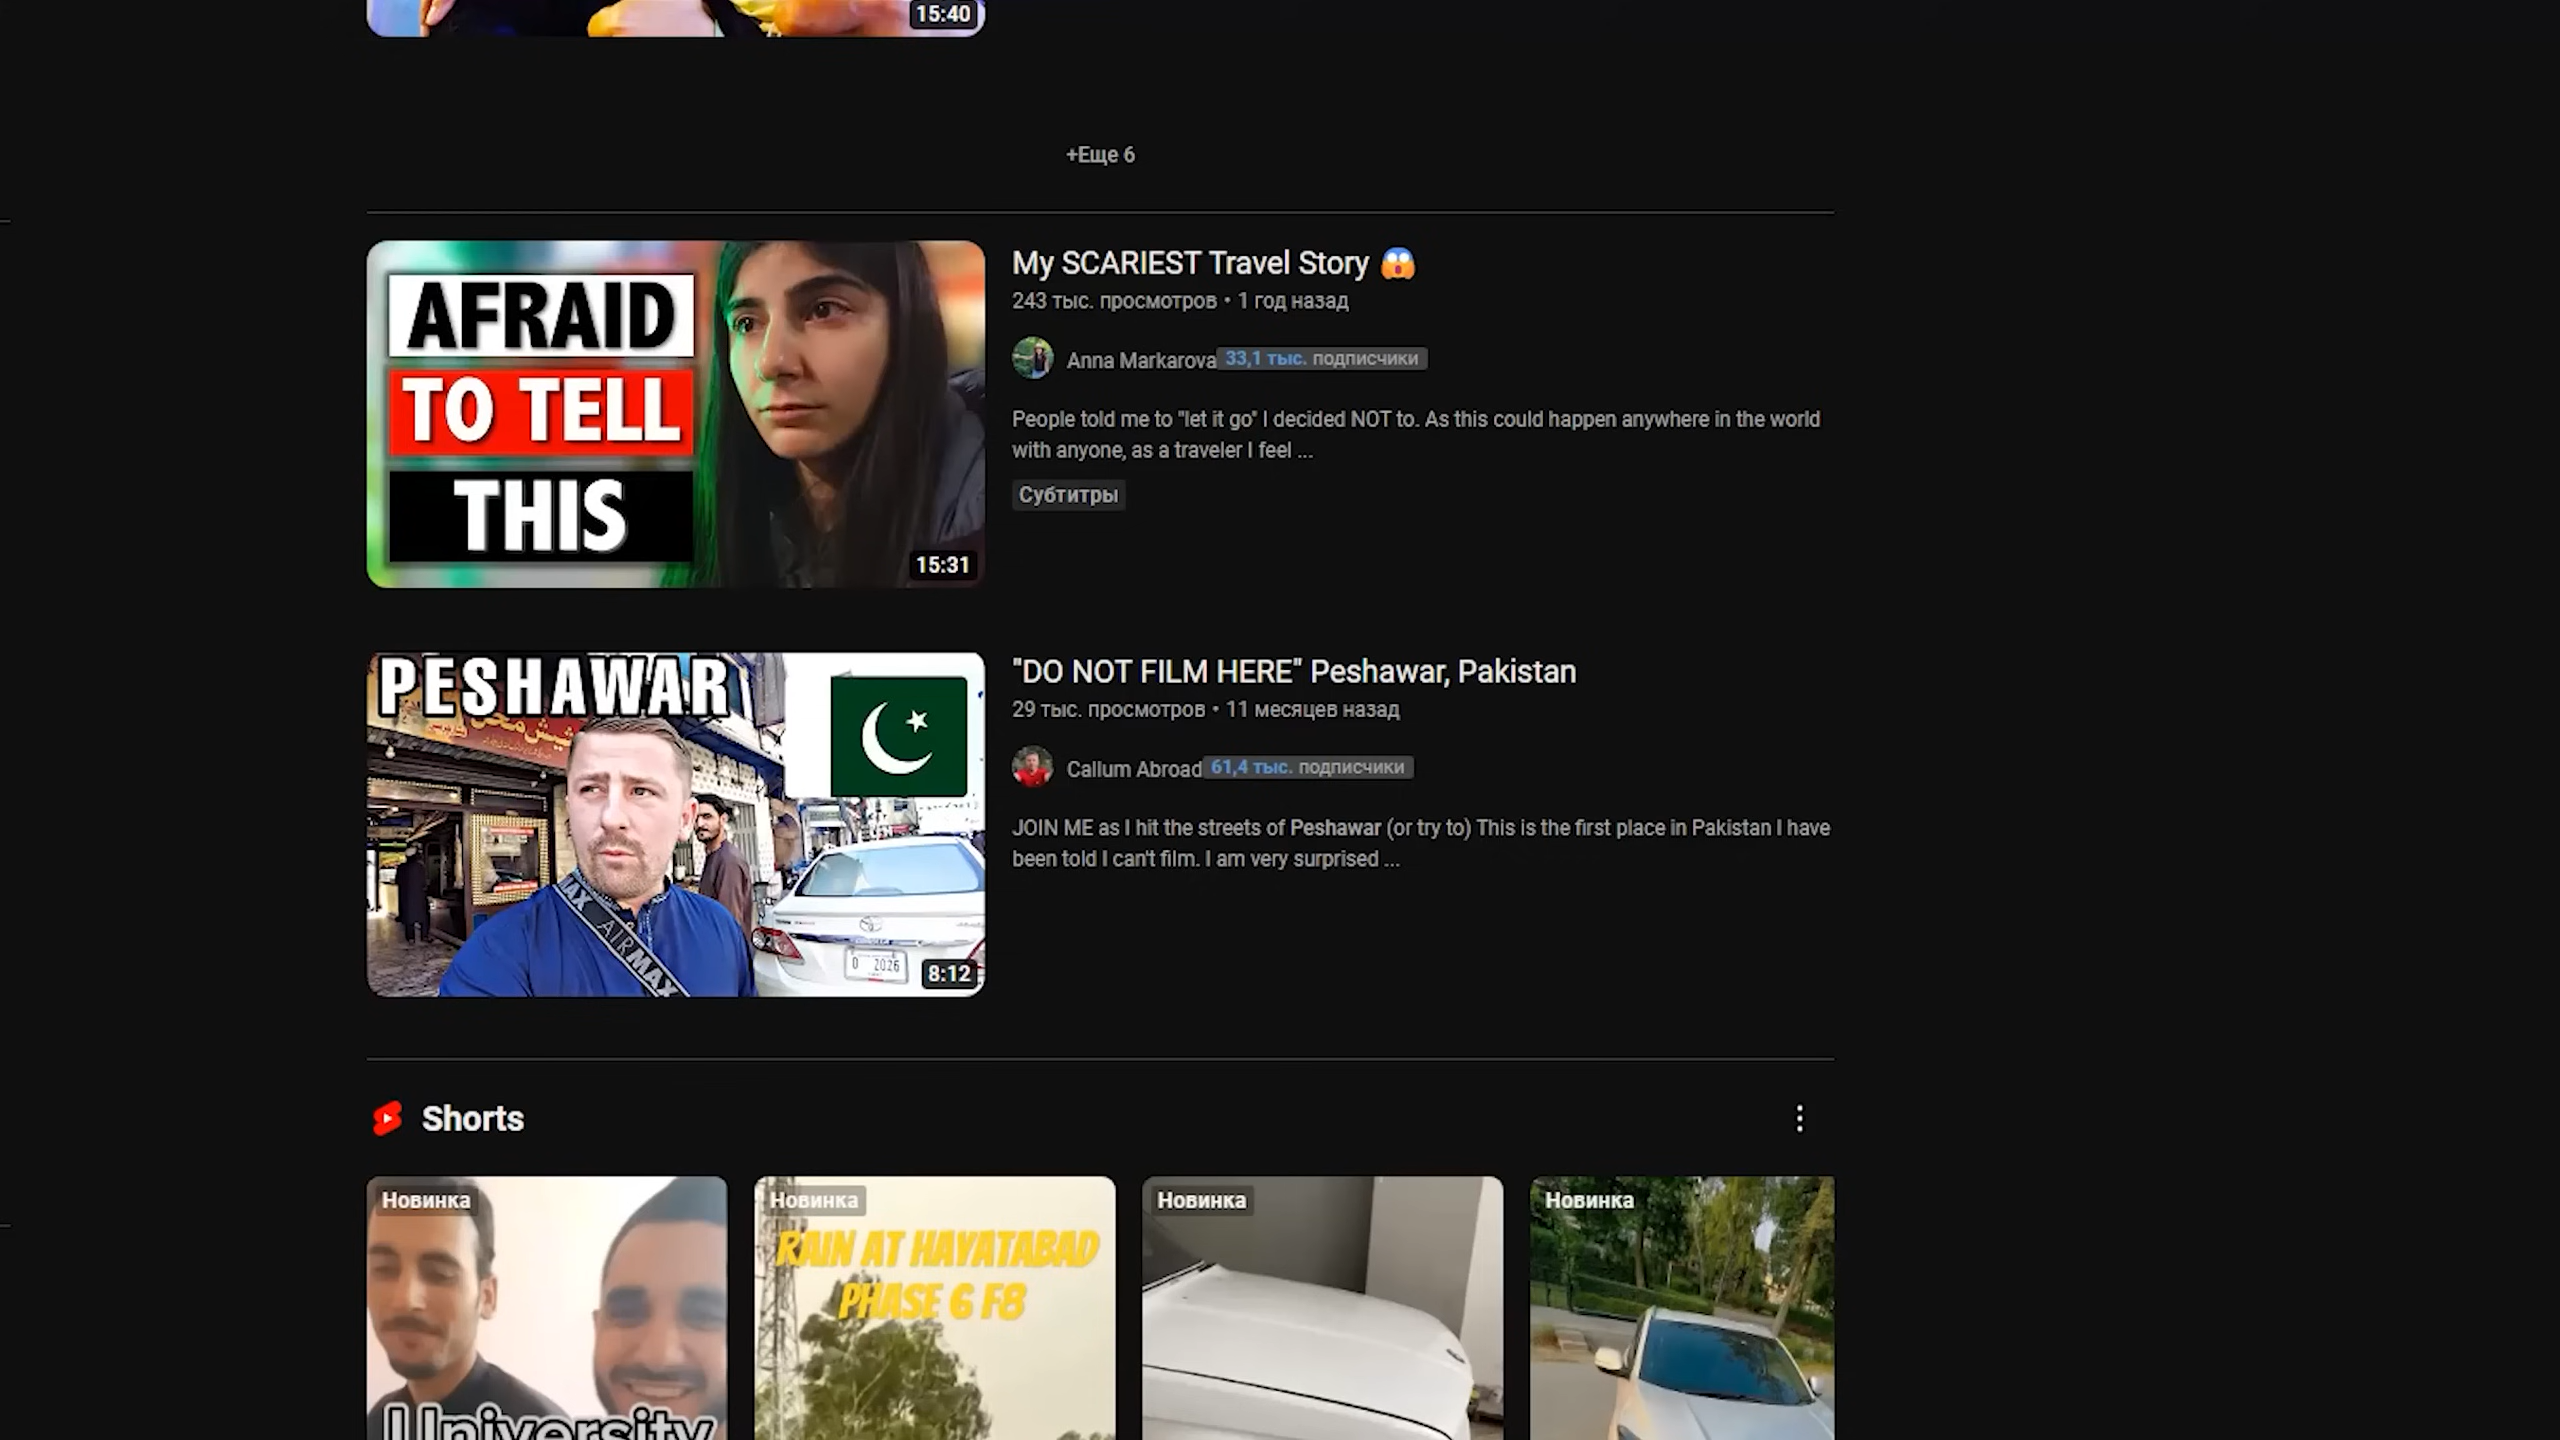 15:40
+Еще 6
AFRAID
TO TELL
THIS
15:31
My SCARIEST Travel Story 😱
243 тыс. просмотров • 1 год назад
Anna Markarova 33,1 тыс. подписчики
People told me to "let it go" I decided NOT to. As this could happen anywhere in the world
with anyone, as a traveler I feel ...
Субтитры
PESHAWAR
AIRMAX
0 2026
8:12
"DO NOT FILM HERE" Peshawar, Pakistan
29 тыс. просмотров • 11 месяцев назад
Callum Abroad 61,4 тыс. подписчики
JOIN ME as I hit the streets of Peshawar (or try to) This is the first place in Pakistan I have
been told I can't film. I am very surprised ...
Shorts
Новинка
University
Новинка
RAIN AT HAYATABAD
PHASE 6 F8
Новинка
Новинка